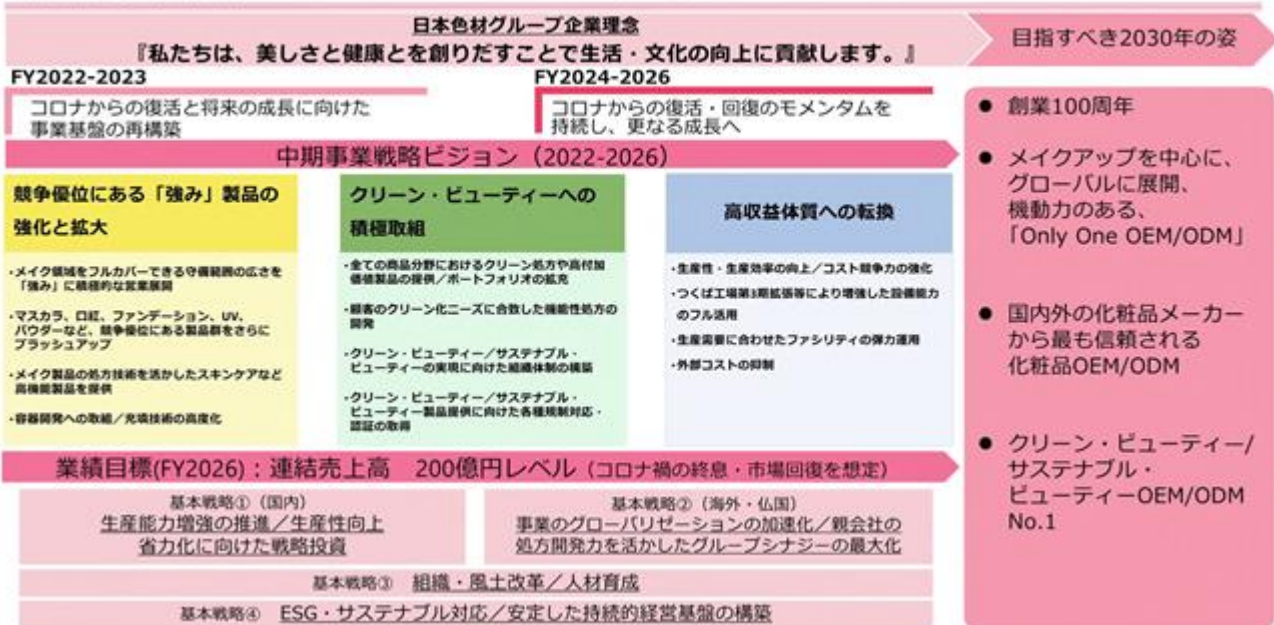 日本色材グループ企業理念
『私たちは、美しさと健康とを創りだすことで生活・文化の向上に貢献します。』
目指すべき2030年の姿
FY2022-2023
コロナからの復活と将来の成長に向けた
事業基盤の再構築
FY2024-2026
コロナからの復活・回復のモメンタムを
持続し、更なる成長へ
中期事業戦略ビジョン（2022-2026）
競争優位にある「強み」製品の
強化と拡大
・メイク領域をフルカバーできる守備範囲の広さを
「強み」に積極的な営業展開
・マスカラ、口紅、ファンデーション、UV、
パウダーなど、競争優位にある製品群をさらに
ブラッシュアップ
・メイク製品の処方技術を活かしたスキンケアなど
高機能製品を提供
・容器開発への取組／充填技術の高度化
クリーン・ビューティーへの
積極取組
・全ての商品分野におけるクリーン処方や高付加
価値製品の提供／ポートフォリオの拡充
・顧客のクリーン化ニーズに合致した機能性処方の
開発
・クリーン・ビューティー／サステナブル・
ビューティーの実現に向けた組織体制の構築
・クリーン・ビューティー／サステナブル・
ビューティー製品提供に向けた各種規制対応・
認証の取得
高収益体質への転換
・生産性・生産効率の向上／コスト競争力の強化
・つくば工場第3期拡張等により増強した設備能力
のフル活用
・生産需要に合わせたファシリティの弾力運用
・外部コストの抑制
業績目標(FY2026)：連結売上高　200億円レベル（コロナ禍の終息・市場回復を想定）
基本戦略①（国内）
生産能力増強の推進／生産性向上
省力化に向けた戦略投資
基本戦略②（海外・仏国）
事業のグローバリゼーションの加速化／親会社の
処方開発力を活かしたグループシナジーの最大化
基本戦略③　組織・風土改革／人材育成
基本戦略④　ESG・サステナブル対応／安定した持続的経営基盤の構築
● 創業100周年
● メイクアップを中心に、
グローバルに展開、
機動力のある、
「Only One OEM/ODM」
● 国内外の化粧品メーカー
から最も信頼される
化粧品OEM/ODM
● クリーン・ビューティー/
サステナブル・
ビューティーOEM/ODM
No.1